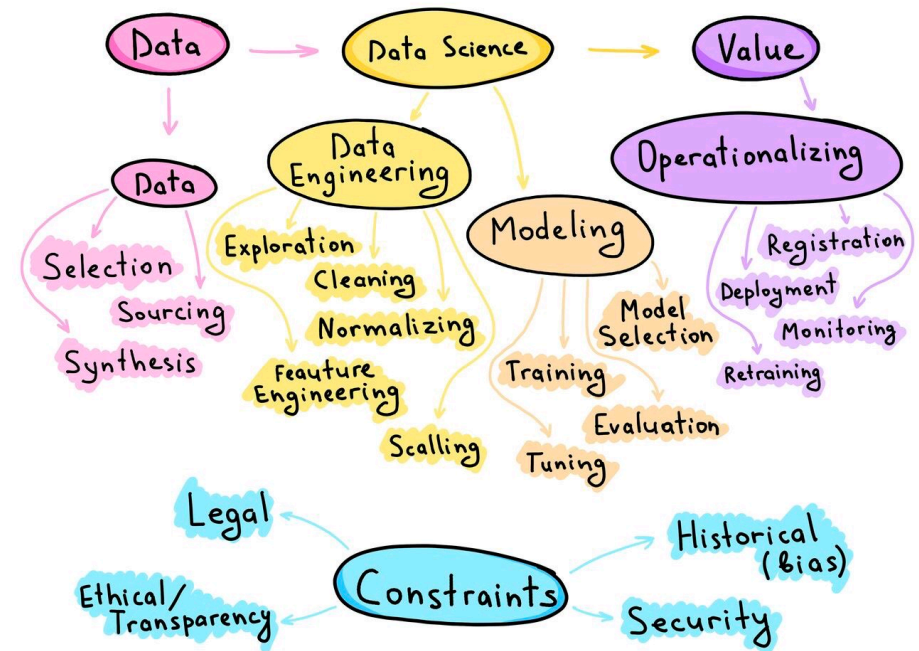 Data
Data Science
Value
Data
Engineering
Operationalizing
Data
Modeling
Exploration
Registration
Selection
Cleaning
Deployment
Sourcing
Normalizing
Model
Selection
Monitoring
Synthesis
Feauture
Engineering
Training
Retraining
Scalling
Evaluation
Tuning
Legal
Historical
(bias)
Constraints
Ethical/
Transparency
Security